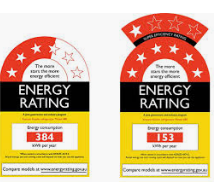 The more
stars the more
energy efficient
ENERGY
RATING
Energy consumption
384
kWh per year
Compare models at www.energyrating.gov.au
SUPER EFFICIENCY RATING
The more
stars the more
energy efficient
ENERGY
RATING
Energy consumption
153
kWh per year
Compare models at www.energyrating.gov.au